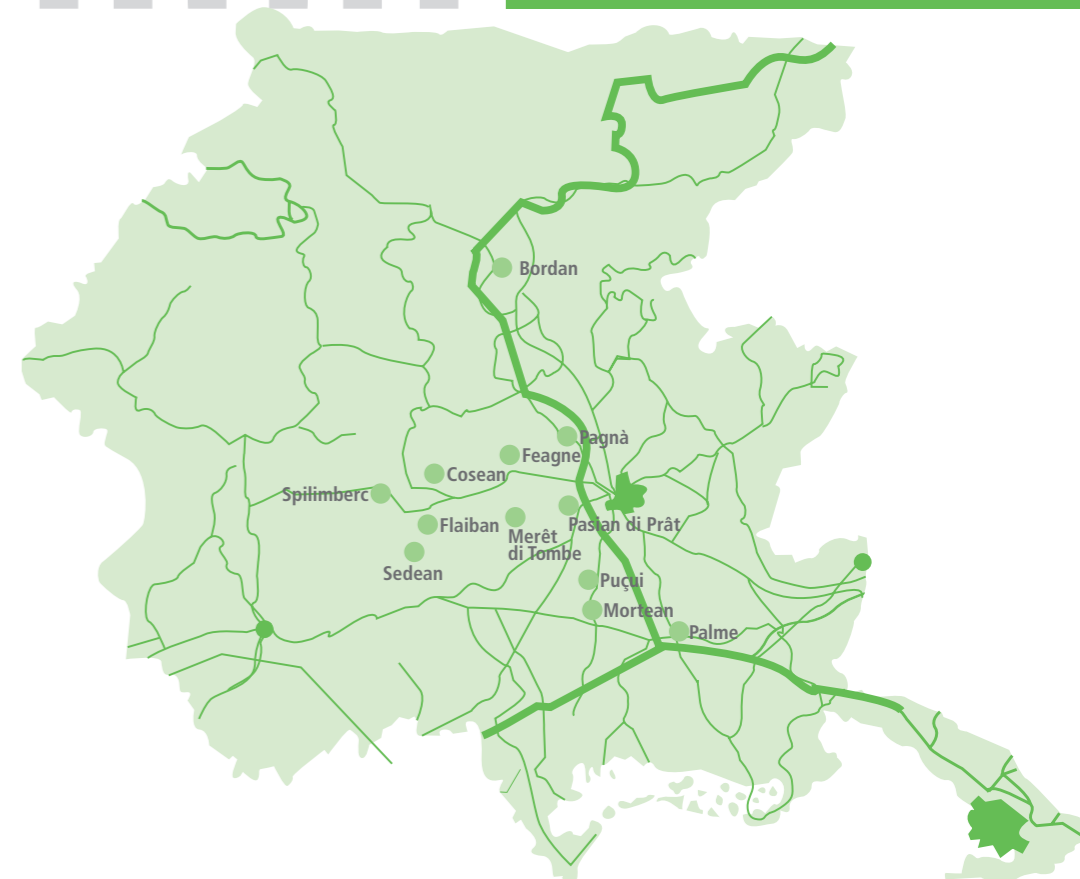 Bordan
Pagnà
Feagne
Cosean
Spilimberc
Flaiban
Merêt
di Tombe
Pasian di Prât
Sedean
Puçui
Mortean
Palme